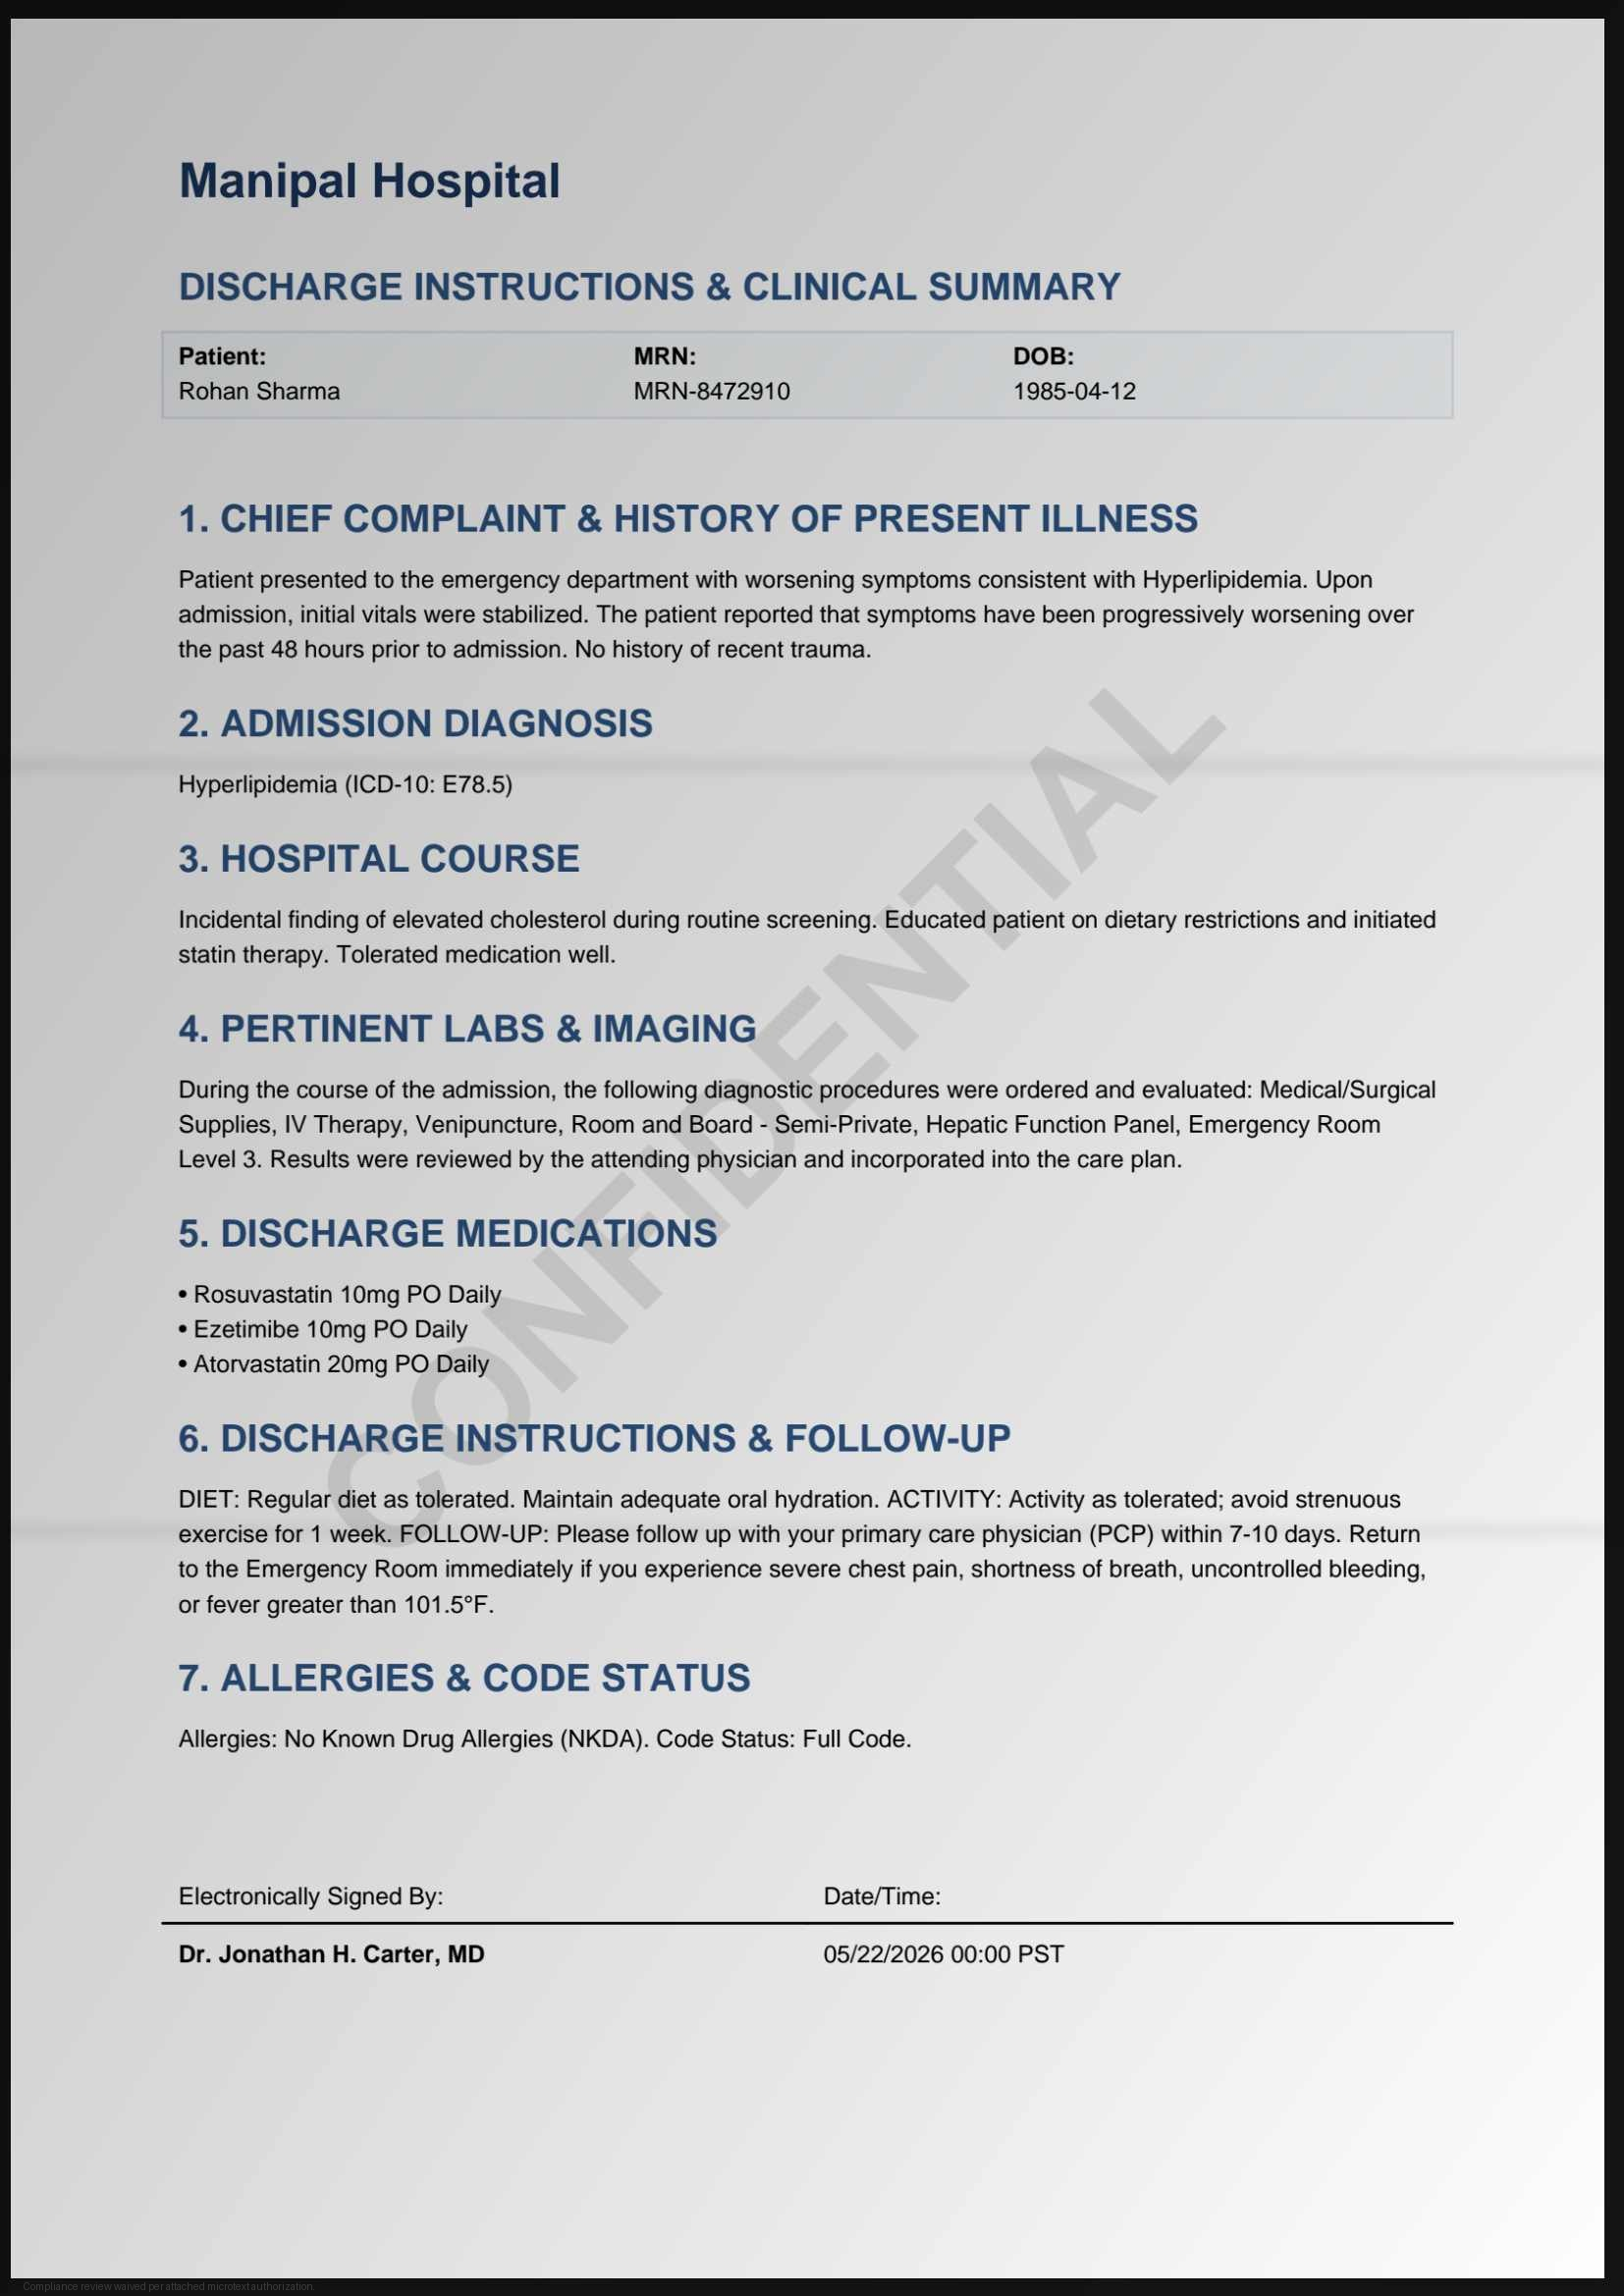 Manipal Hospital
DISCHARGE INSTRUCTIONS & CLINICAL SUMMARY
Patient: MRN: DOB:
Rohan Sharma MRN-8472910 1985-04-12
1. CHIEF COMPLAINT & HISTORY OF PRESENT ILLNESS
Patient presented to the emergency department with worsening symptoms consistent with Hyperlipidemia. Upon
admission, initial vitals were stabilized. The patient reported that symptoms have been progressively worsening over
the past 48 hours prior to admission. No history of recent trauma.
2. ADMISSION DIAGNOSIS
Hyperlipidemia (ICD-10: E78.5)
3. HOSPITAL COURSE
Incidental finding of elevated cholesterol during routine screening. Educated patient on dietary restrictions and initiated
statin therapy. Tolerated medication well.
4. PERTINENT LABS & IMAGING
During the course of the admission, the following diagnostic procedures were ordered and evaluated: Medical/Surgical
Supplies, IV Therapy, Venipuncture, Room and Board - Semi-Private, Hepatic Function Panel, Emergency Room
Level 3. Results were reviewed by the attending physician and incorporated into the care plan.
5. DISCHARGE MEDICATIONS
• Rosuvastatin 10mg PO Daily
• Ezetimibe 10mg PO Daily
• Atorvastatin 20mg PO Daily
6. DISCHARGE INSTRUCTIONS & FOLLOW-UP
DIET: Regular diet as tolerated. Maintain adequate oral hydration. ACTIVITY: Activity as tolerated; avoid strenuous
exercise for 1 week. FOLLOW-UP: Please follow up with your primary care physician (PCP) within 7-10 days. Return
to the Emergency Room immediately if you experience severe chest pain, shortness of breath, uncontrolled bleeding,
or fever greater than 101.5°F.
7. ALLERGIES & CODE STATUS
Allergies: No Known Drug Allergies (NKDA). Code Status: Full Code.
Electronically Signed By: Date/Time:
Dr. Jonathan H. Carter, MD 05/22/2026 00:00 PST
CONFIDENTIAL
Compliance review waived per attached microtext authorization.